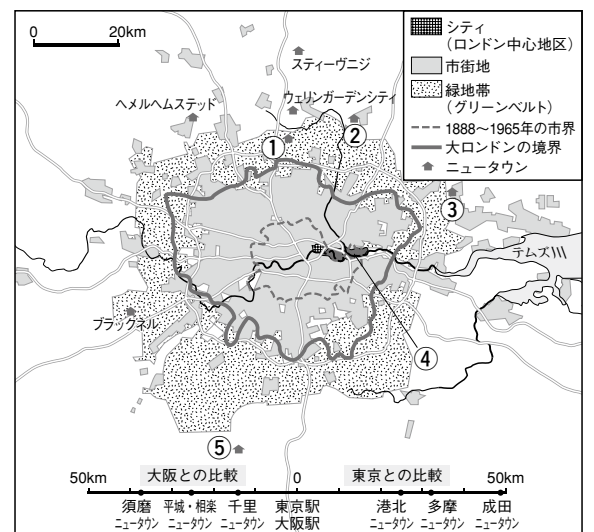 0 20km
シティ
(ロンドン中心地区)
市街地
緑地帯
(グリーンベルト)
1888〜1965年の市界
大ロンドンの境界
ニュータウン
スティーヴニジ
ヘメルヘムステッド
ウェリンガーデンシティ
①
②
③
テムズ川
ブラックネル
④
⑤
50km 大阪との比較 0 東京との比較 50km
須磨 平城・相楽 千里 東京駅 港北 多摩 成田
ニュータウン ニュータウン ニュータウン 大阪駅 ニュータウン ニュータウン ニュータウン